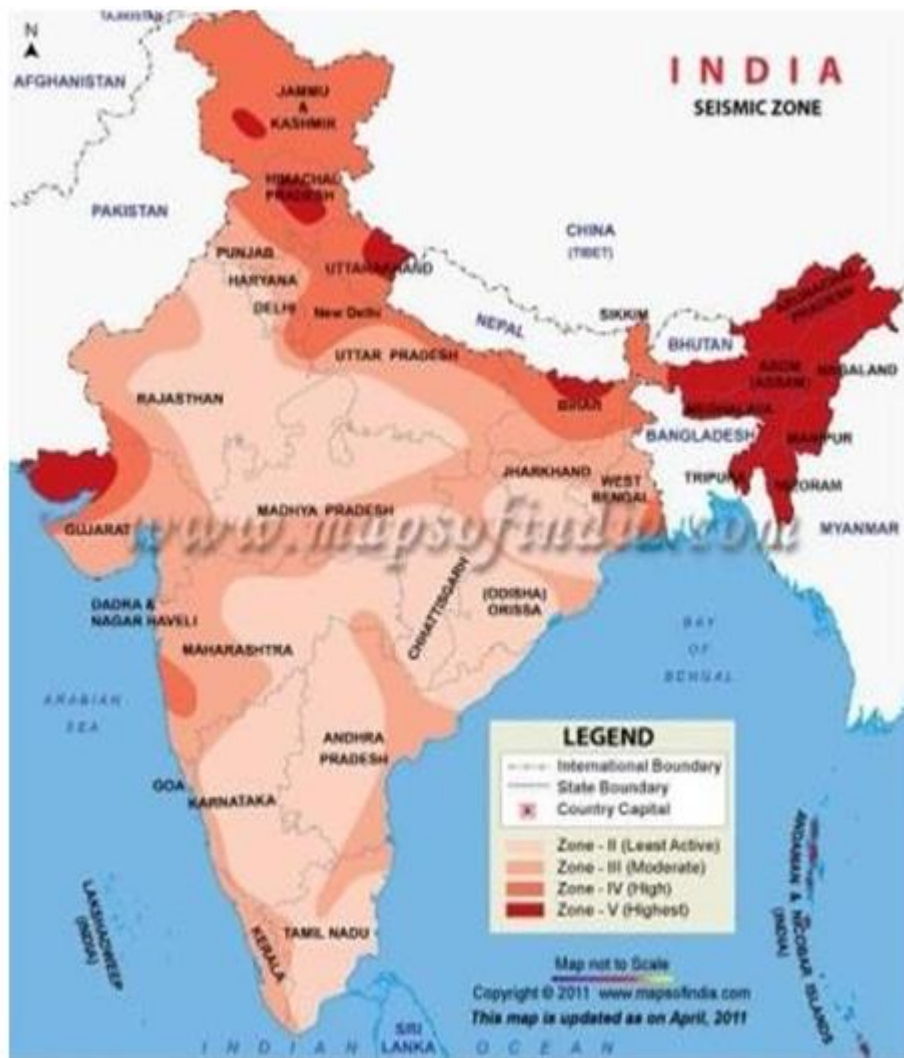 TAJIKISTAN
N
AFGHANISTAN
INDIA
SEISMIC ZONE
JAMMU
&
KASHMIR
HIMACHAL
PRADESH
PAKISTAN
CHINA
(TIBET)
PUNJAB
UTTARAKHAND
HARYANA
DELHI
New Delhi
NEPAL
SIKKIM
BHUTAN
ARUNACHAL
PRADESH
UTTAR PRADESH
ASOM
(ASSAM)
NAGALAND
RAJASTHAN
BIHAR
MEGHALAYA
BANGLADESH
MANIPUR
JHARKHAND
WEST
BENGAL
TRIPURA
MIZORAM
MADHYA PRADESH
GUJARAT
www.mapsofindia.com
MYANMAR
CHHATTISGARH
(ODISHA)
ORISSA
DADRA &
NAGAR HAVELI
MAHARASHTRA
BAY
OF
BENGAL
ARABIAN
SEA
ANDHRA
PRADESH
GOA
KARNATAKA
LEGEND
International Boundary
State Boundary
Country Capital
Zone - II (Least Active)
Zone - III (Moderate)
Zone - IV (High)
Zone - V (Highest)
ANDAMAN & NICOBAR ISLANDS
(INDIA)
LAKSHADWEEP
(INDIA)
KERALA
TAMIL NADU
Map not to Scale
Copyright © 2011 www.mapsofindia.com
This map is updated as on April, 2011
SRI
LANKA
INDIAN OCEAN